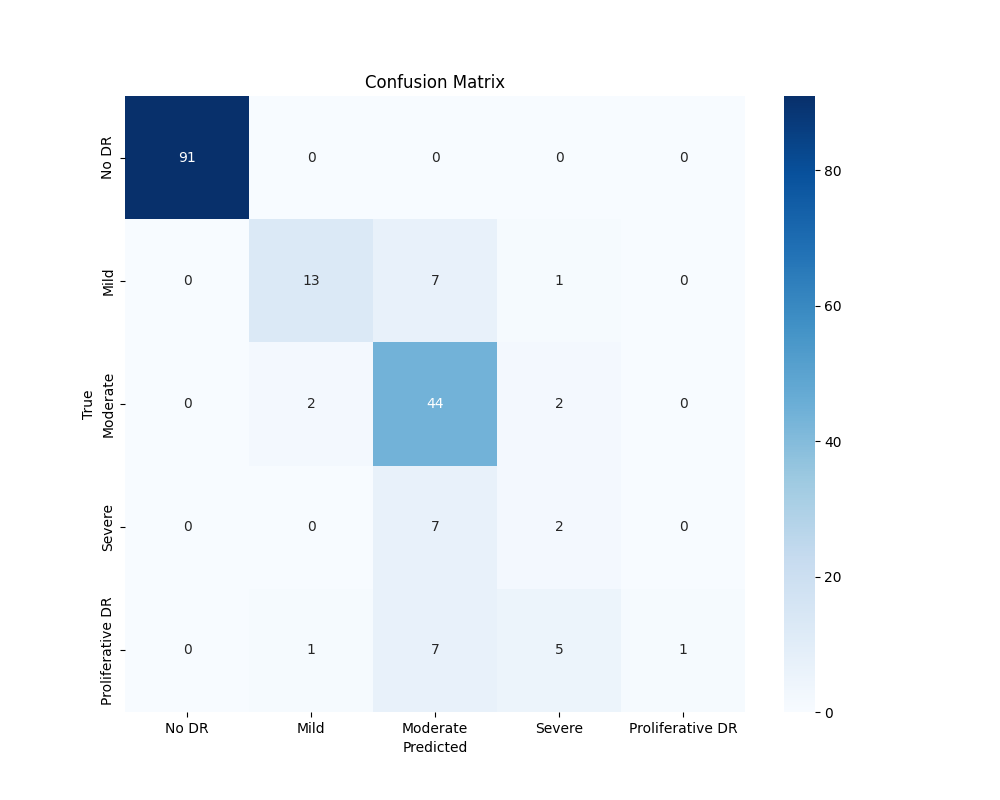 Confusion Matrix
No DR 91 0 0 0 0
Mild 0 13 7 1 0
Moderate 0 2 44 2 0
Severe 0 0 7 2 0
Proliferative DR 0 1 7 5 1
True
No DR Mild Moderate Severe Proliferative DR
Predicted
80
60
40
20
0